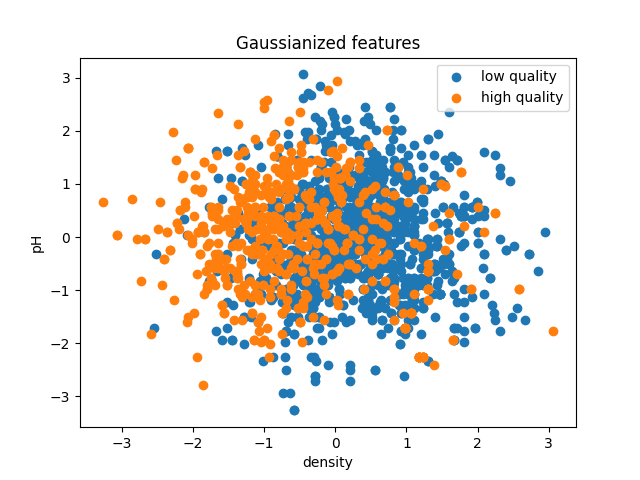 Gaussianized features
low quality
high quality
pH
3
2
1
0
−1
−2
−3
−3
−2
−1
0
1
2
3
density